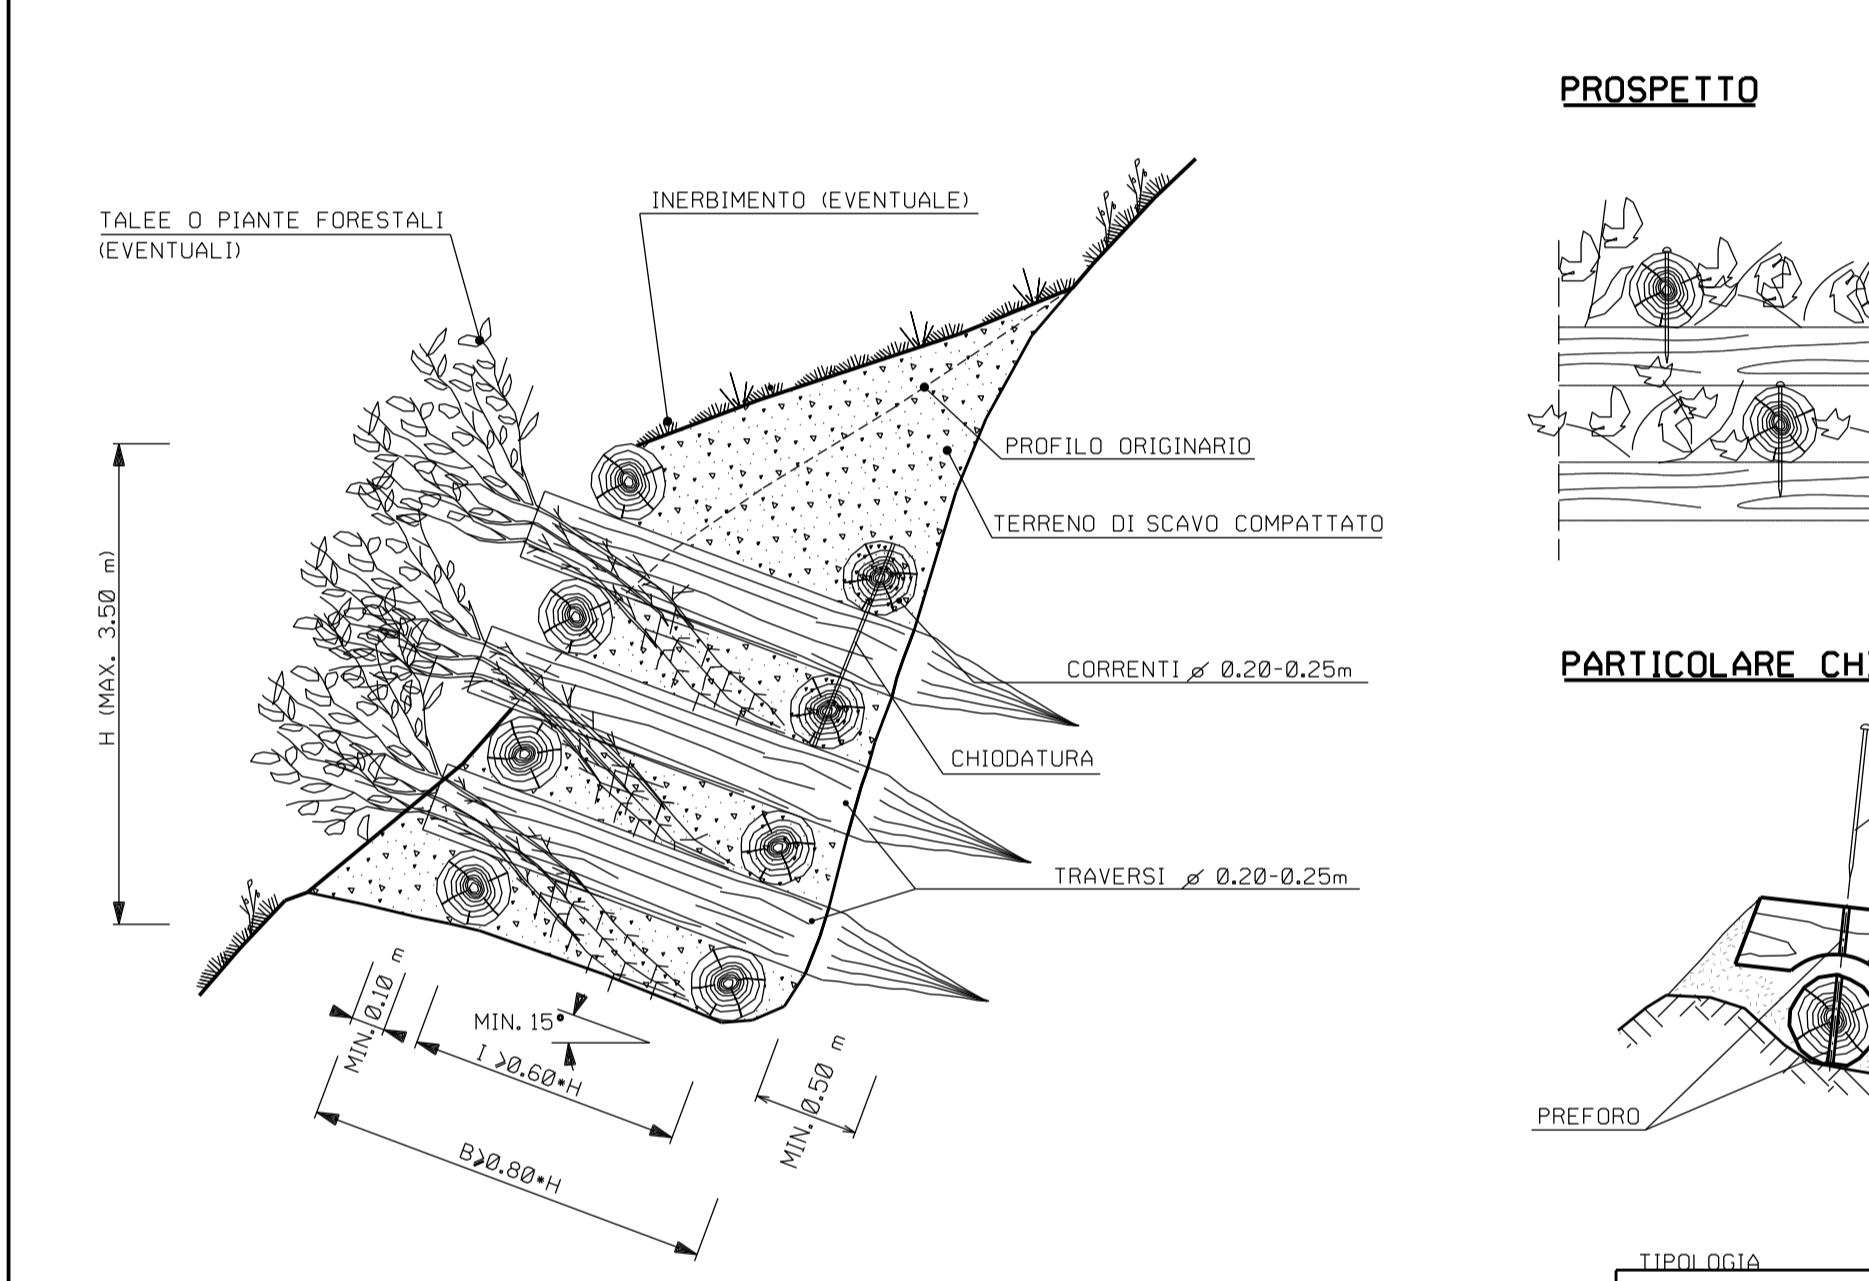 PROSPETTO
TALEE O PIANTE FORESTALI
(EVENTUALI)
INERBIMENTO (EVENTUALE)
PROFILO ORIGINARIO
TERRENO DI SCAVO COMPATTATO
H (MAX. 3.50 m)
CORRENTI ⌀ 0.20-0.25m
PARTICOLARE CH
CHIODATURA
TRAVERSI ⌀ 0.20-0.25m
MIN. 0.10 m
MIN. 15°
I ⩾0.60*H
MIN. 0.50 m
B⩾0.80*H
PREFORO
TIPOLOGIA